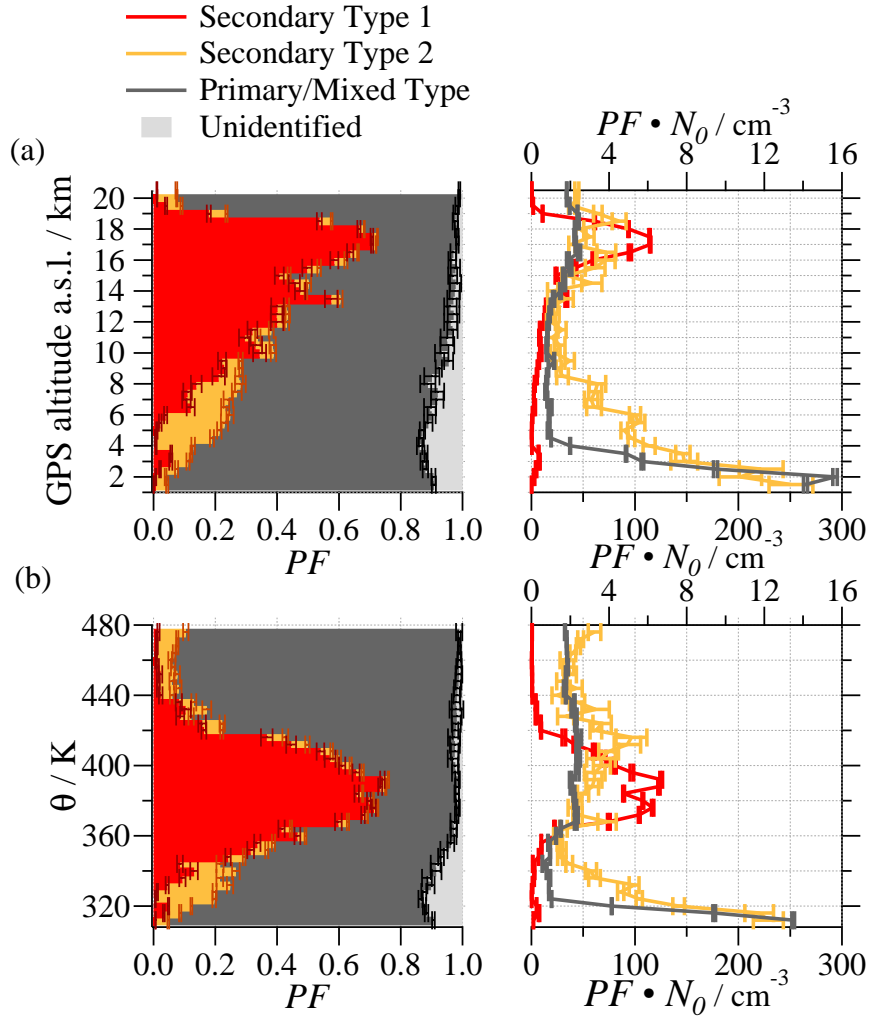 Secondary Type 1
Secondary Type 2
Primary/Mixed Type
Unidentified
(a)
PF • N0 / cm-3
0 4 8 12 16
GPS altitude a.s.l. / km
20
18
16
14
12
10
8
6
4
2
0.0 0.2 0.4 0.6 0.8 1.0
PF
0 100 200 300
PF • N0 / cm-3
(b)
0 4 8 12 16
θ / K
480
440
400
360
320
0.0 0.2 0.4 0.6 0.8 1.0
PF
0 100 200 300
PF • N0 / cm-3